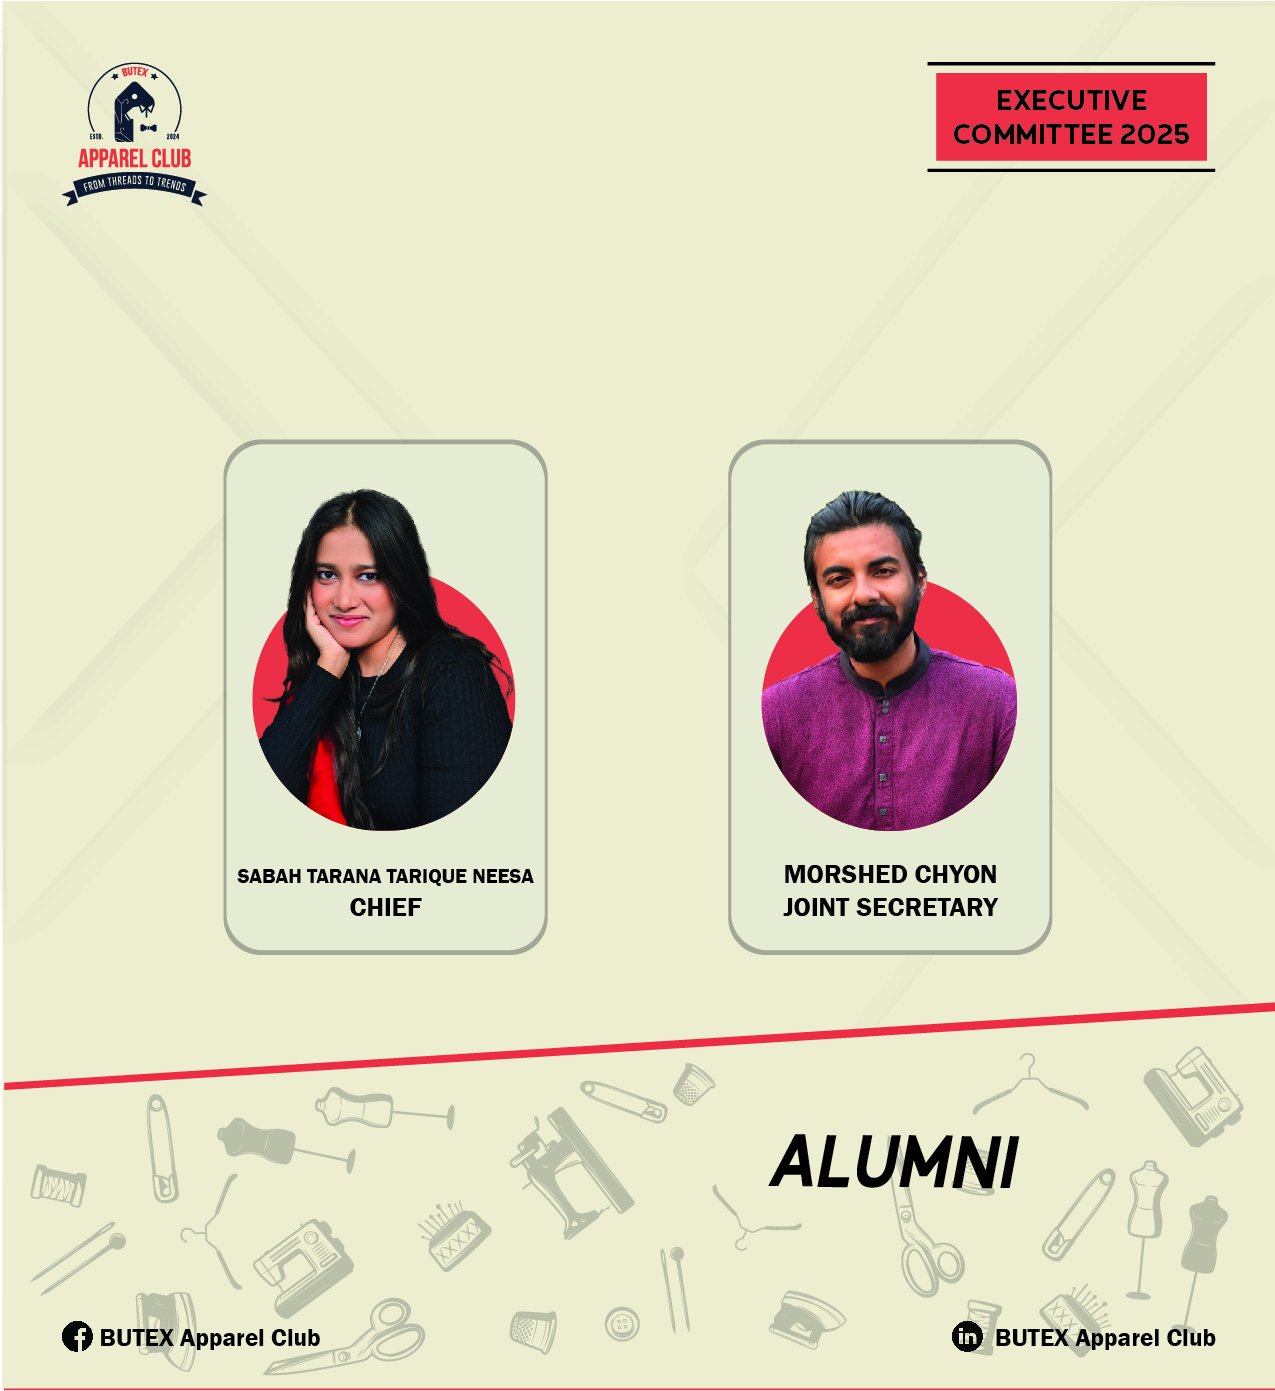 BUTEX
ESTD. 2024
APPAREL CLUB
FROM THREADS TO TRENDS
EXECUTIVE
COMMITTEE 2025
SABAH TARANA TARIQUE NEESA
CHIEF
MORSHED CHYON
JOINT SECRETARY
ALUMNI
BUTEX Apparel Club
in BUTEX Apparel Club